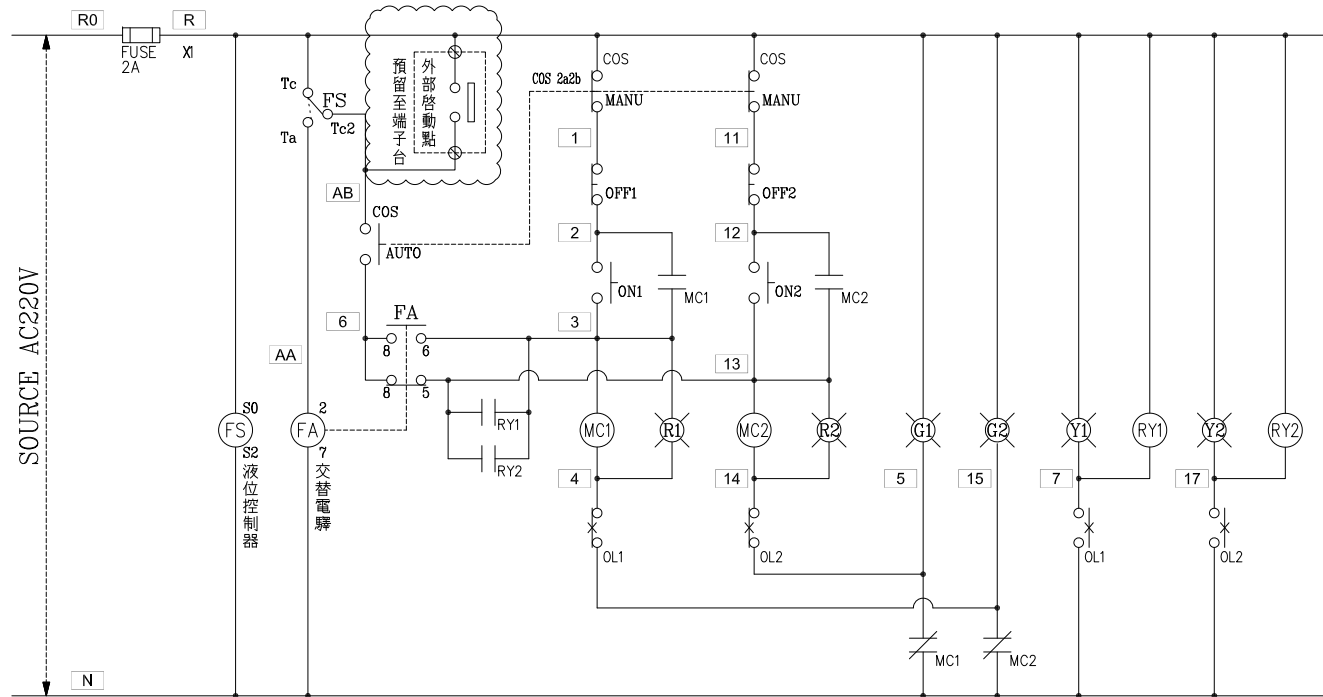 R0
R
FUSE
2A
X1
COS
COS
Tc
FS
Tc2
Ta
預留至端子台
外部啓動點
COS 2a2b
MANU
MANU
1
11
AB
OFF1
OFF2
COS
AUTO
2
12
SOURCE AC220V
ON1
MC1
ON2
MC2
6
FA
3
8
6
AA
13
8
5
RY1
RY2
S0
FS
S2
液位控制器
2
FA
7
交替電驛
MC1
R1
MC2
R2
G1
G2
Y1
RY1
Y2
RY2
4
14
5
15
7
17
OL1
OL2
OL1
OL2
MC1
MC2
N